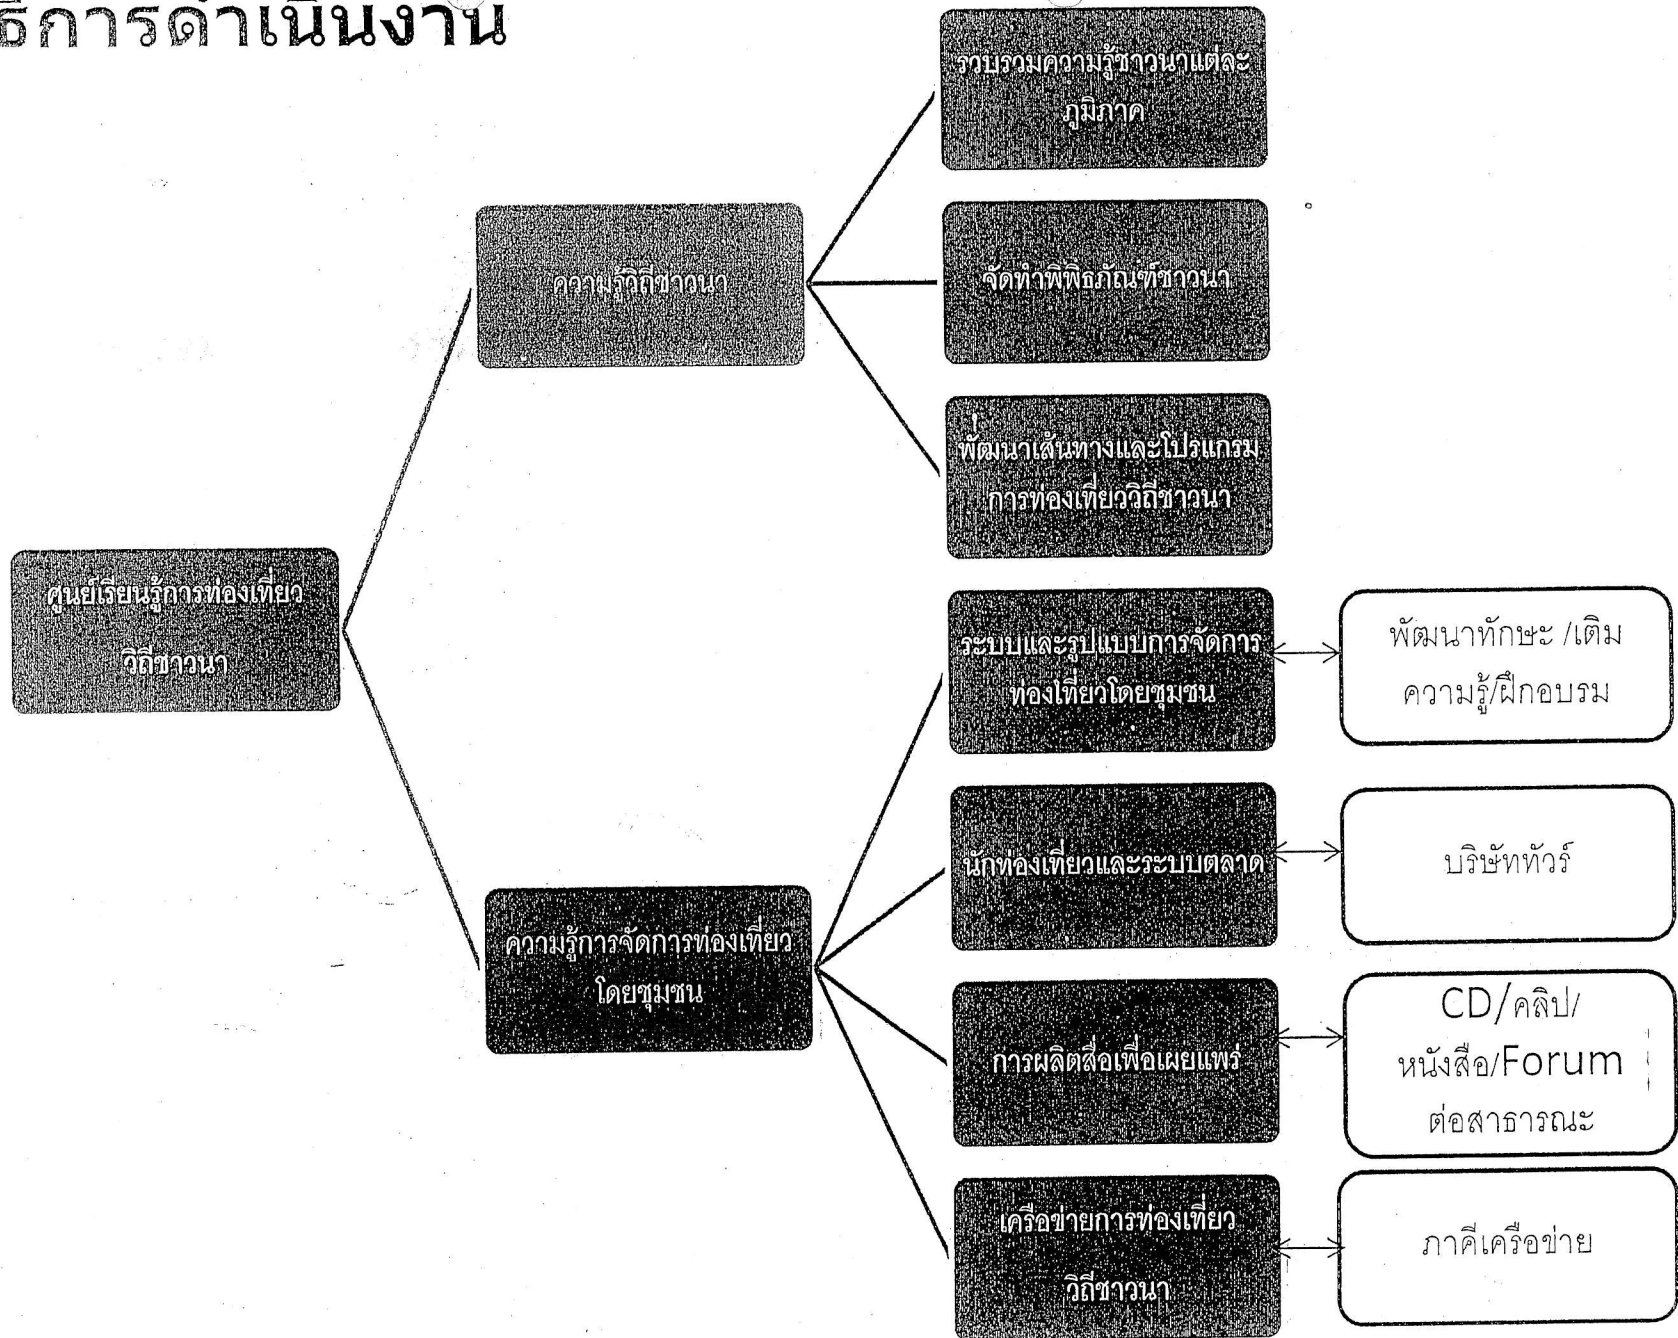 ธีการดำเนินงาน
รวบรวมความรู้ชาวนาแต่ละ
ภูมิภาค
ความรู้วิถีชาวนา
จัดทำพิพิธภัณฑ์ชาวนา
พัฒนาเส้นทางและโปรแกรม
การท่องเที่ยววิถีชาวนา
ศูนย์เรียนรู้การท่องเที่ยว
วิถีชาวนา
ระบบและรูปแบบการจัดการ
ท่องเที่ยวโดยชุมชน
พัฒนาทักษะ /เติม
ความรู้/ฝึกอบรม
นักท่องเที่ยวและระบบตลาด
บริษัททัวร์
ความรู้การจัดการท่องเที่ยว
โดยชุมชน
การผลิตสื่อเพื่อเผยแพร่
CD/คลิป/
หนังสือ/Forum
ต่อสาธารณะ
เครือข่ายการท่องเที่ยว
วิถีชาวนา
ภาคีเครือข่าย